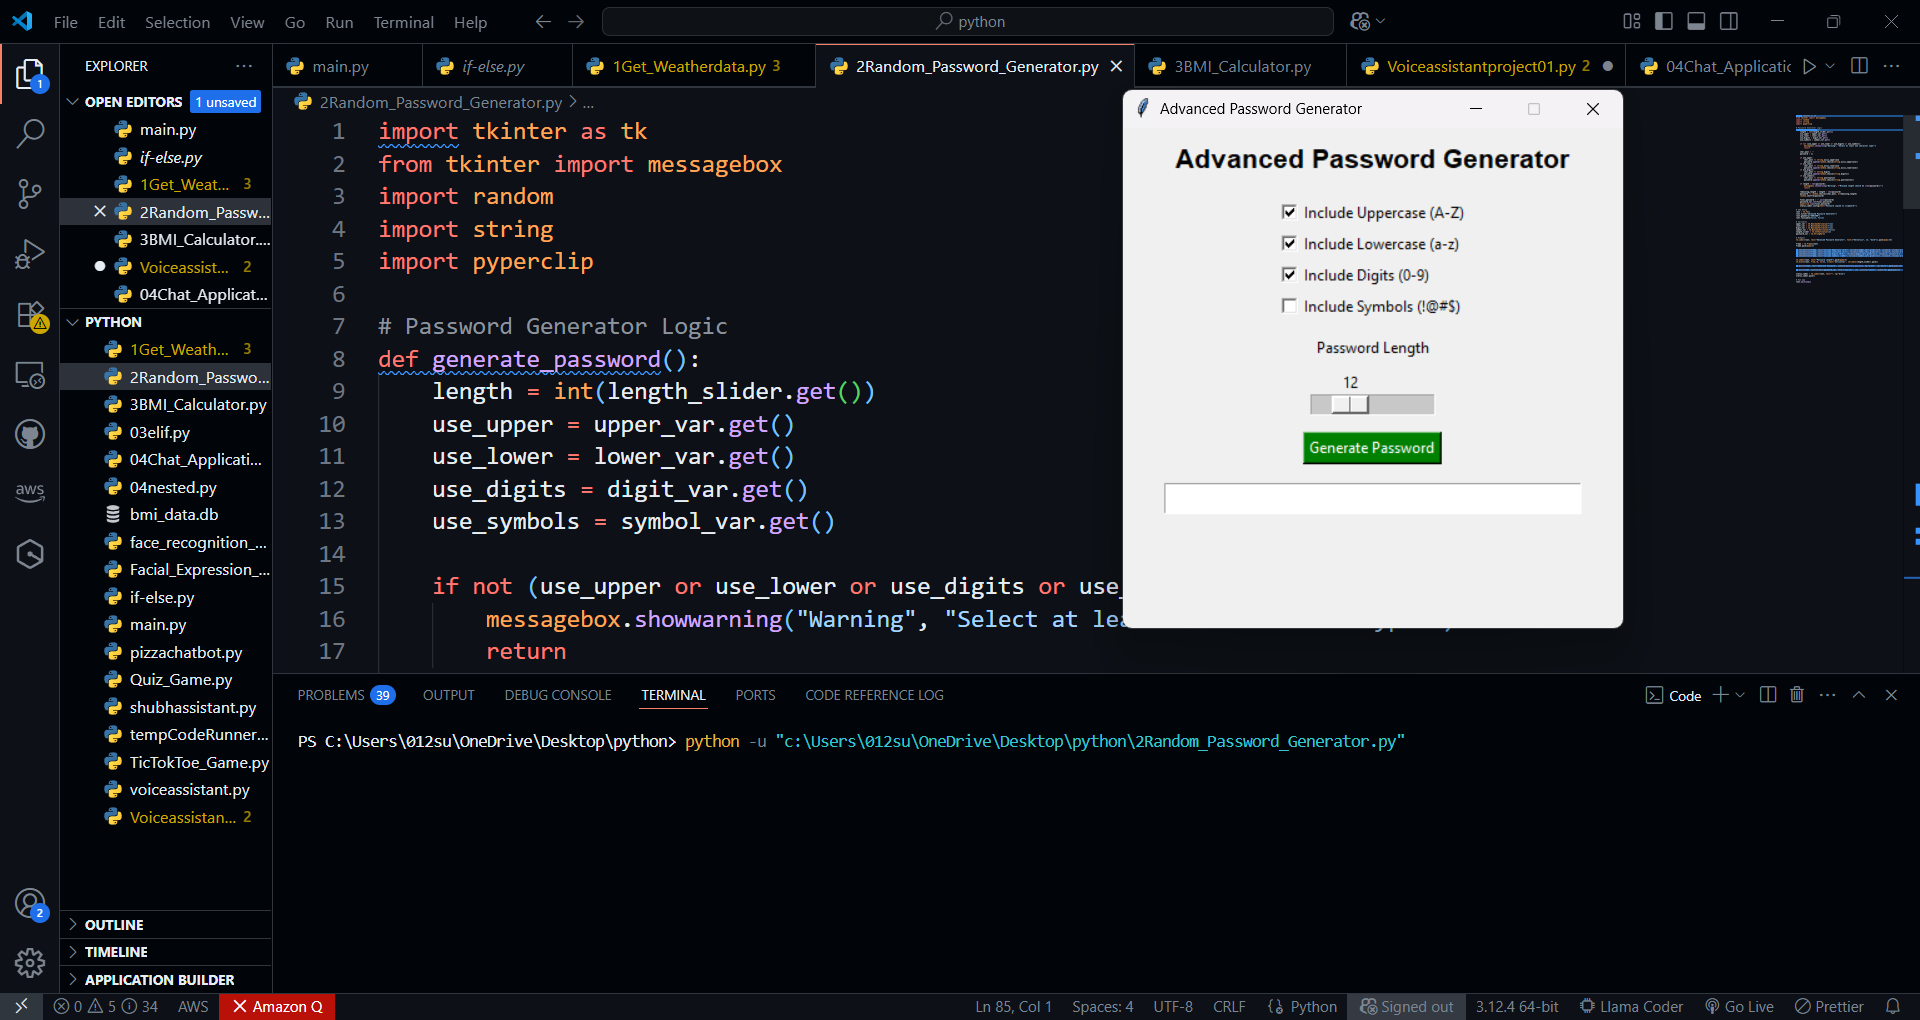 File Edit Selection View Go Run Terminal Help
python
EXPLORER
OPEN EDITORS 1 unsaved
main.py
if-else.py
1Get_Weat... 3
2Random_Passw...
3BMI_Calculator....
Voiceassist... 2
04Chat_Applicat...
PYTHON
1Get_Weath... 3
2Random_Passwo...
3BMI_Calculator.py
03elif.py
04Chat_Applicati...
04nested.py
bmi_data.db
face_recognition_...
Facial_Expression_...
if-else.py
main.py
pizzachatbot.py
Quiz_Game.py
shubhassistant.py
tempCodeRunner...
TicTokToe_Game.py
voiceassistant.py
Voiceassistan... 2
OUTLINE
TIMELINE
APPLICATION BUILDER
1
aws
2
main.py if-else.py 1Get_Weatherdata.py 3 2Random_Password_Generator.py 3BMI_Calculator.py Voiceassistantproject01.py 2 04Chat_Applicatic
2Random_Password_Generator.py > ...
1 import tkinter as tk
2 from tkinter import messagebox
3 import random
4 import string
5 import pyperclip
6
7 # Password Generator Logic
8 def generate_password():
9 length = int(length_slider.get())
10 use_upper = upper_var.get()
11 use_lower = lower_var.get()
12 use_digits = digit_var.get()
13 use_symbols = symbol_var.get()
14
15 if not (use_upper or use_lower or use_digits or use_
16 messagebox.showwarning("Warning", "Select at lea
17 return
Advanced Password Generator
Advanced Password Generator
Include Uppercase (A-Z)
Include Lowercase (a-z)
Include Digits (0-9)
Include Symbols (!@#$)
Password Length
12
Generate Password
PROBLEMS 39 OUTPUT DEBUG CONSOLE TERMINAL PORTS CODE REFERENCE LOG
Code
PS C:\Users\012su\OneDrive\Desktop\python> python -u "c:\Users\012su\OneDrive\Desktop\python\2Random_Password_Generator.py"
0 5 34 AWS Amazon Q Ln 85, Col 1 Spaces: 4 UTF-8 CRLF {} Python Signed out 3.12.4 64-bit Llama Coder Go Live Prettier